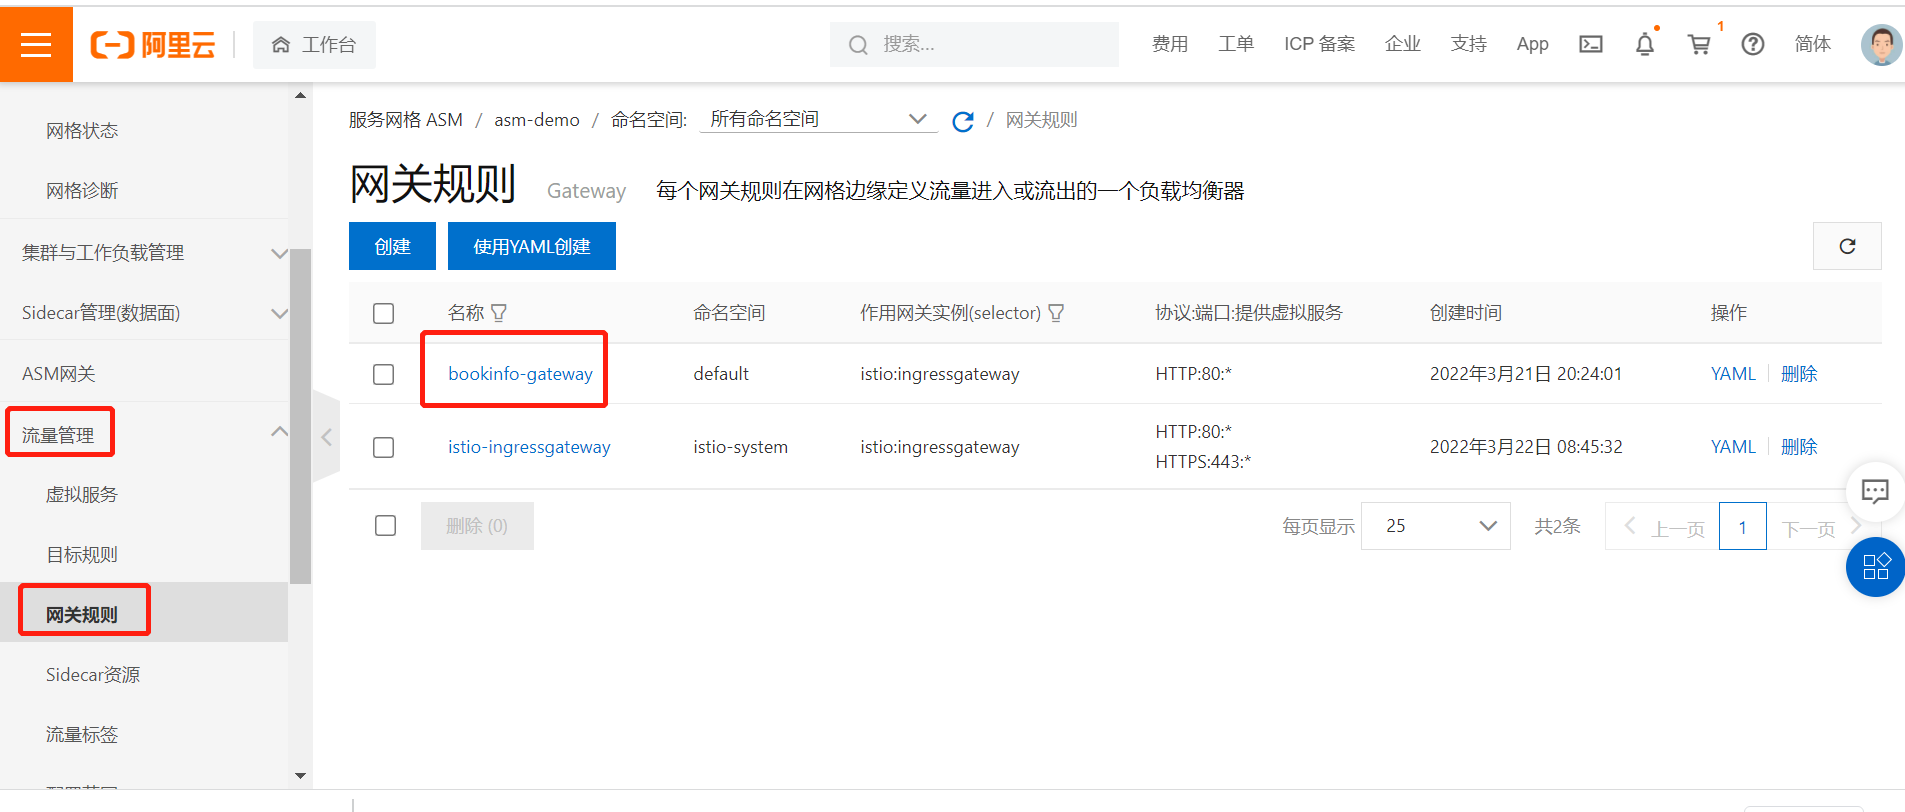 阿里云
工作台
搜索...
费用 工单 ICP 备案 企业 支持 App 1 简体
网格状态
网格诊断
集群与工作负载管理
Sidecar管理(数据面)
ASM网关
流量管理
虚拟服务
目标规则
网关规则
Sidecar资源
流量标签
服务网格 ASM / asm-demo / 命名空间: 所有命名空间 / 网关规则
网关规则 Gateway 每个网关规则在网格边缘定义流量进入或流出的一个负载均衡器
创建 使用YAML创建
名称 命名空间 作用网关实例(selector) 协议:端口:提供虚拟服务 创建时间 操作
bookinfo-gateway default istio:ingressgateway HTTP:80:* 2022年3月21日 20:24:01 YAML 删除
istio-ingressgateway istio-system istio:ingressgateway HTTP:80:* HTTPS:443:* 2022年3月22日 08:45:32 YAML 删除
删除 (0) 每页显示 25 共2条 上一页 1 下一页